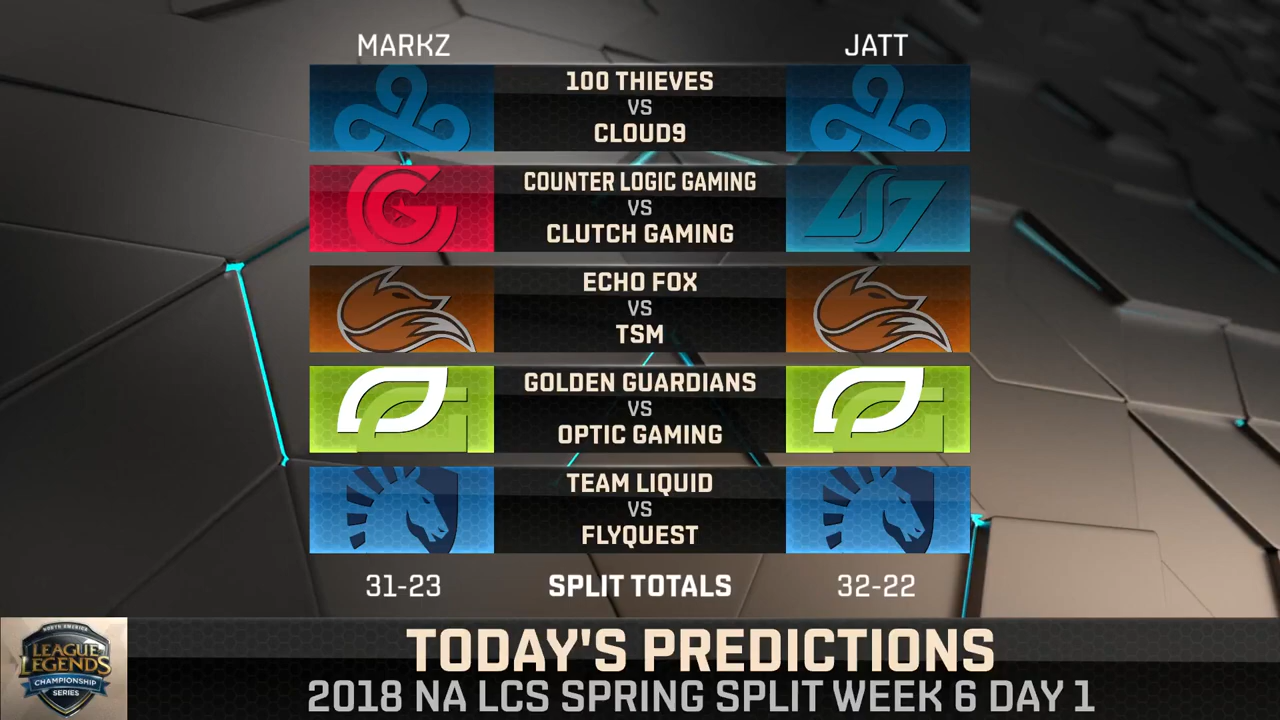 MARKZ
JATT
100 THIEVES
VS
CLOUD9
COUNTER LOGIC GAMING
VS
CLUTCH GAMING
ECHO FOX
VS
TSM
GOLDEN GUARDIANS
VS
OPTIC GAMING
TEAM LIQUID
VS
FLYQUEST
31-23 SPLIT TOTALS 32-22
TODAY'S PREDICTIONS
2018 NA LCS SPRING SPLIT WEEK 6 DAY 1
NORTH AMERICA
LEAGUE
LEGENDS
CHAMPIONSHIP
SERIES